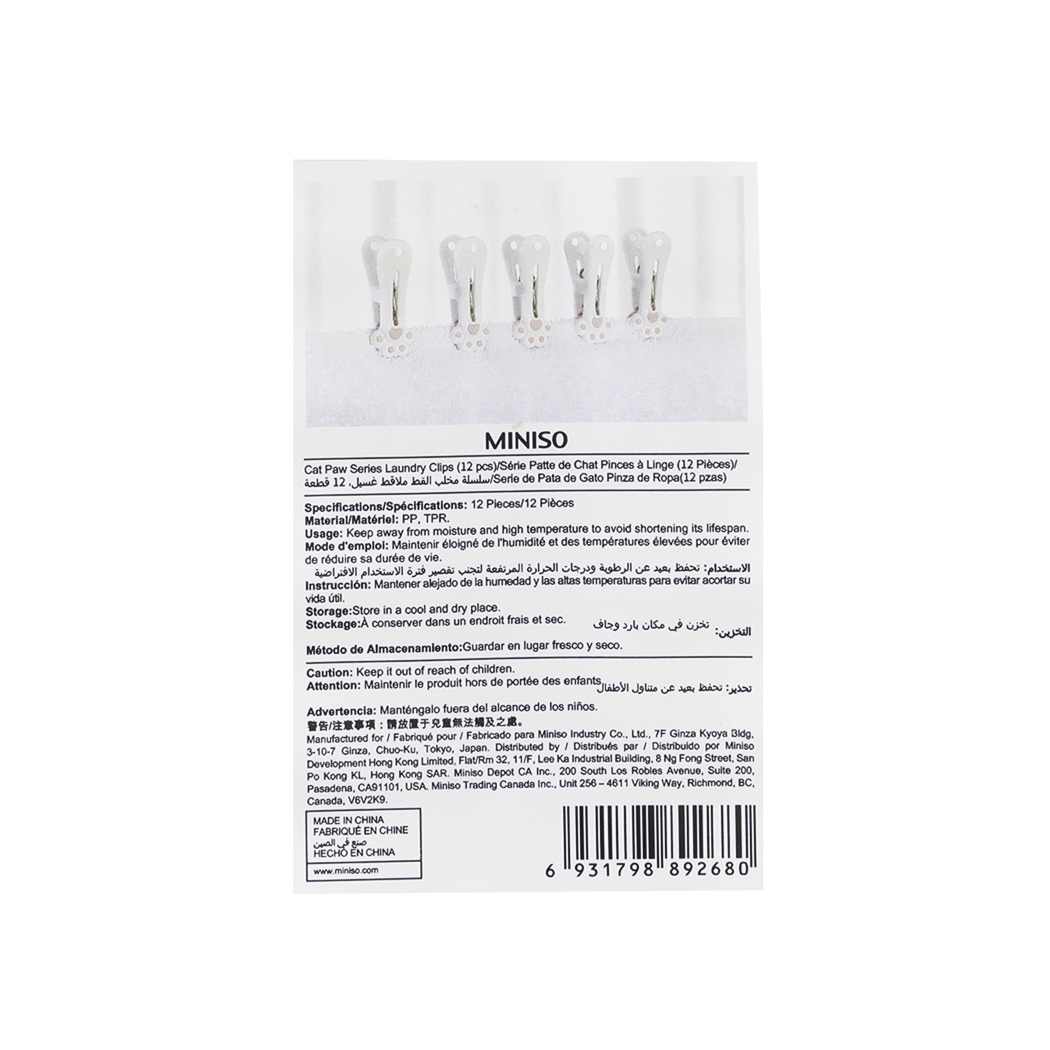 MINISO
Cat Paw Series Laundry Clips (12 pcs)/Série Patte de Chat Pinces à Linge (12 Pièces)/
سلسلة مخلب القط ملاقط غسيل، 12 قطعة/Serie de Pata de Gato Pinza de Ropa(12 pzas)
Specifications/Spécifications: 12 Pieces/12 Pièces
Material/Matériel: PP, TPR.
Usage: Keep away from moisture and high temperature to avoid shortening its lifespan.
Mode d'emploi: Maintenir éloigné de l'humidité et des températures élevées pour éviter
de réduire sa durée de vie.
الاستخدام: تحفظ بعيد عن الرطوبة ودرجات الحرارة المرتفعة لتجنب تقصير فترة الاستخدام الافتراضية
Instrucción: Mantener alejado de la humedad y las altas temperaturas para evitar acortar su
vida útil.
Storage:Store in a cool and dry place.
Stockage:À conserver dans un endroit frais et sec.
التخزين: تخزن في مكان بارد وجاف
Método de Almacenamiento:Guardar en lugar fresco y seco.
Caution: Keep it out of reach of children.
Attention: Maintenir le produit hors de portée des enfants.
تحذير: تحفظ بعيد عن متناول الأطفال
Advertencia: Manténgalo fuera del alcance de los niños.
警告/注意事項：請放置于兒童無法觸及之處。
Manufactured for / Fabriqué pour / Fabricado para Miniso Industry Co., Ltd., 7F Ginza Kyoya Bldg,
3-10-7 Ginza, Chuo-Ku, Tokyo, Japan. Distributed by / Distribués par / Distribuido por Miniso
Development Hong Kong Limited, Flat/Rm 32, 11/F, Lee Ka Industrial Building, 8 Ng Fong Street, San
Po Kong KL, Hong Kong SAR. Miniso Depot CA Inc., 200 South Los Robles Avenue, Suite 200,
Pasadena, CA91101, USA. Miniso Trading Canada Inc., Unit 256 – 4611 Viking Way, Richmond, BC,
Canada, V6V2K9.
MADE IN CHINA
FABRIQUÉ EN CHINE
صنع في الصين
HECHO EN CHINA
www.miniso.com
6 931798 892680